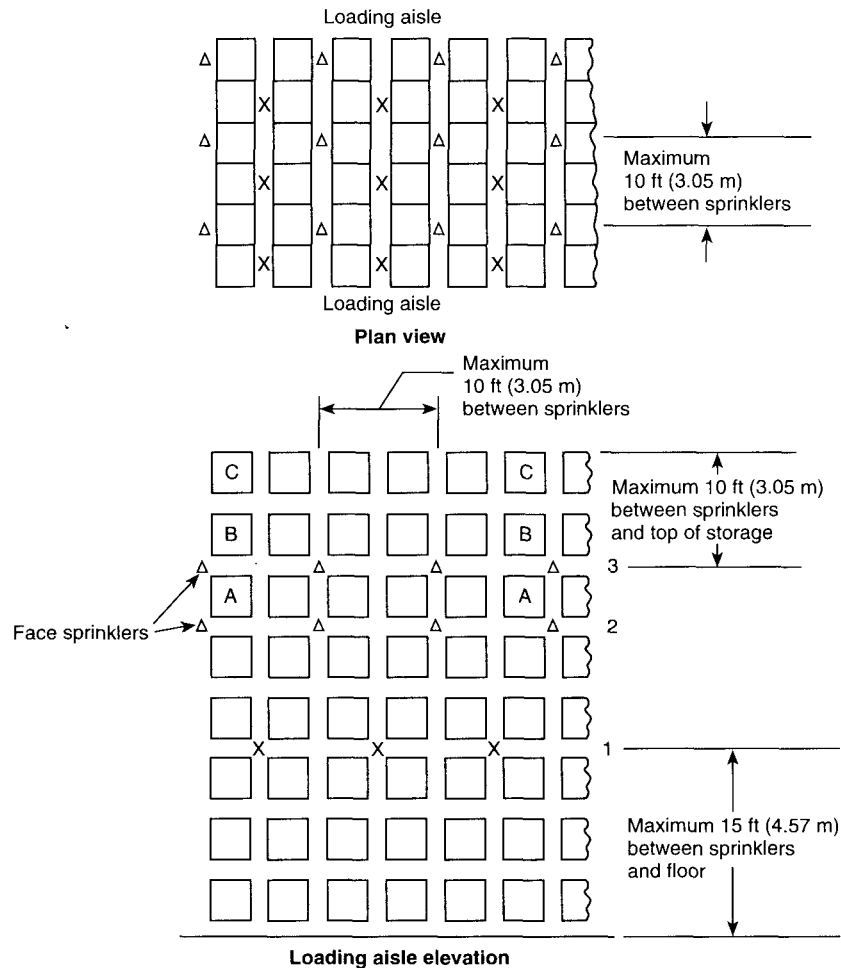 Loading aisle
Δ Δ Δ Δ
X X X
Δ Δ Δ Δ
X X X
Δ Δ Δ Δ
X X X
Maximum
10 ft (3.05 m)
between sprinklers
Loading aisle
Plan view
Maximum
10 ft (3.05 m)
between sprinklers
C C
Maximum 10 ft (3.05 m)
between sprinklers
and top of storage
B B
Δ Δ Δ Δ 3
A A
Face sprinklers
Δ Δ Δ Δ 2
X X X 1
Maximum 15 ft (4.57 m)
between sprinklers
and floor
Loading aisle elevation